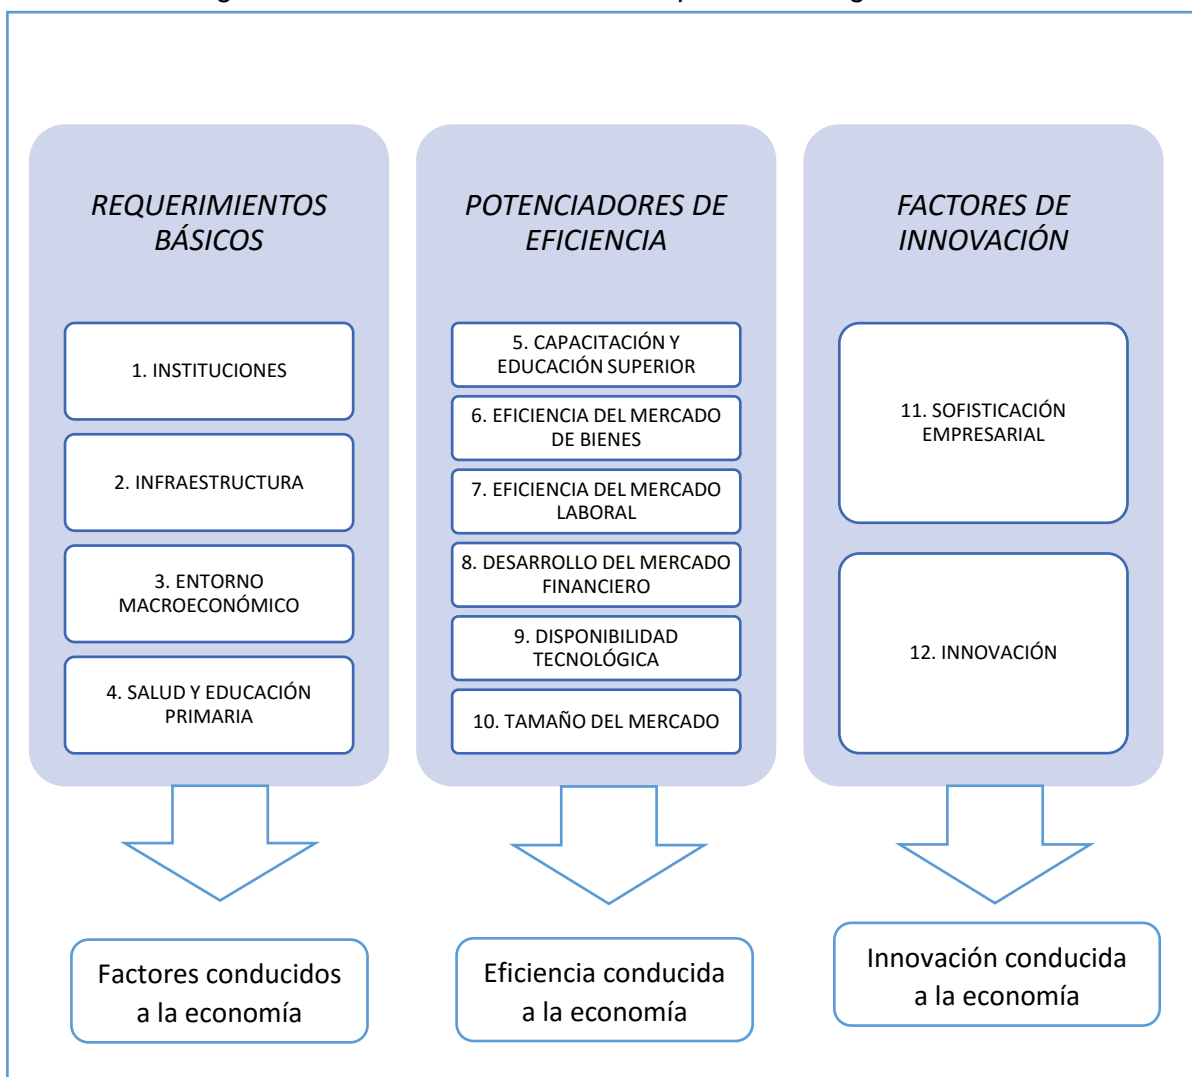 REQUERIMIENTOS
BÁSICOS
1. INSTITUCIONES
2. INFRAESTRUCTURA
3. ENTORNO
MACROECONÓMICO
4. SALUD Y EDUCACIÓN
PRIMARIA
Factores conducidos
a la economía
POTENCIADORES DE
EFICIENCIA
5. CAPACITACIÓN Y
EDUCACIÓN SUPERIOR
6. EFICIENCIA DEL MERCADO
DE BIENES
7. EFICIENCIA DEL MERCADO
LABORAL
8. DESARROLLO DEL MERCADO
FINANCIERO
9. DISPONIBILIDAD
TECNOLÓGICA
10. TAMAÑO DEL MERCADO
Eficiencia conducida
a la economía
FACTORES DE
INNOVACIÓN
11. SOFISTICACIÓN
EMPRESARIAL
12. INNOVACIÓN
Innovación conducida
a la economía